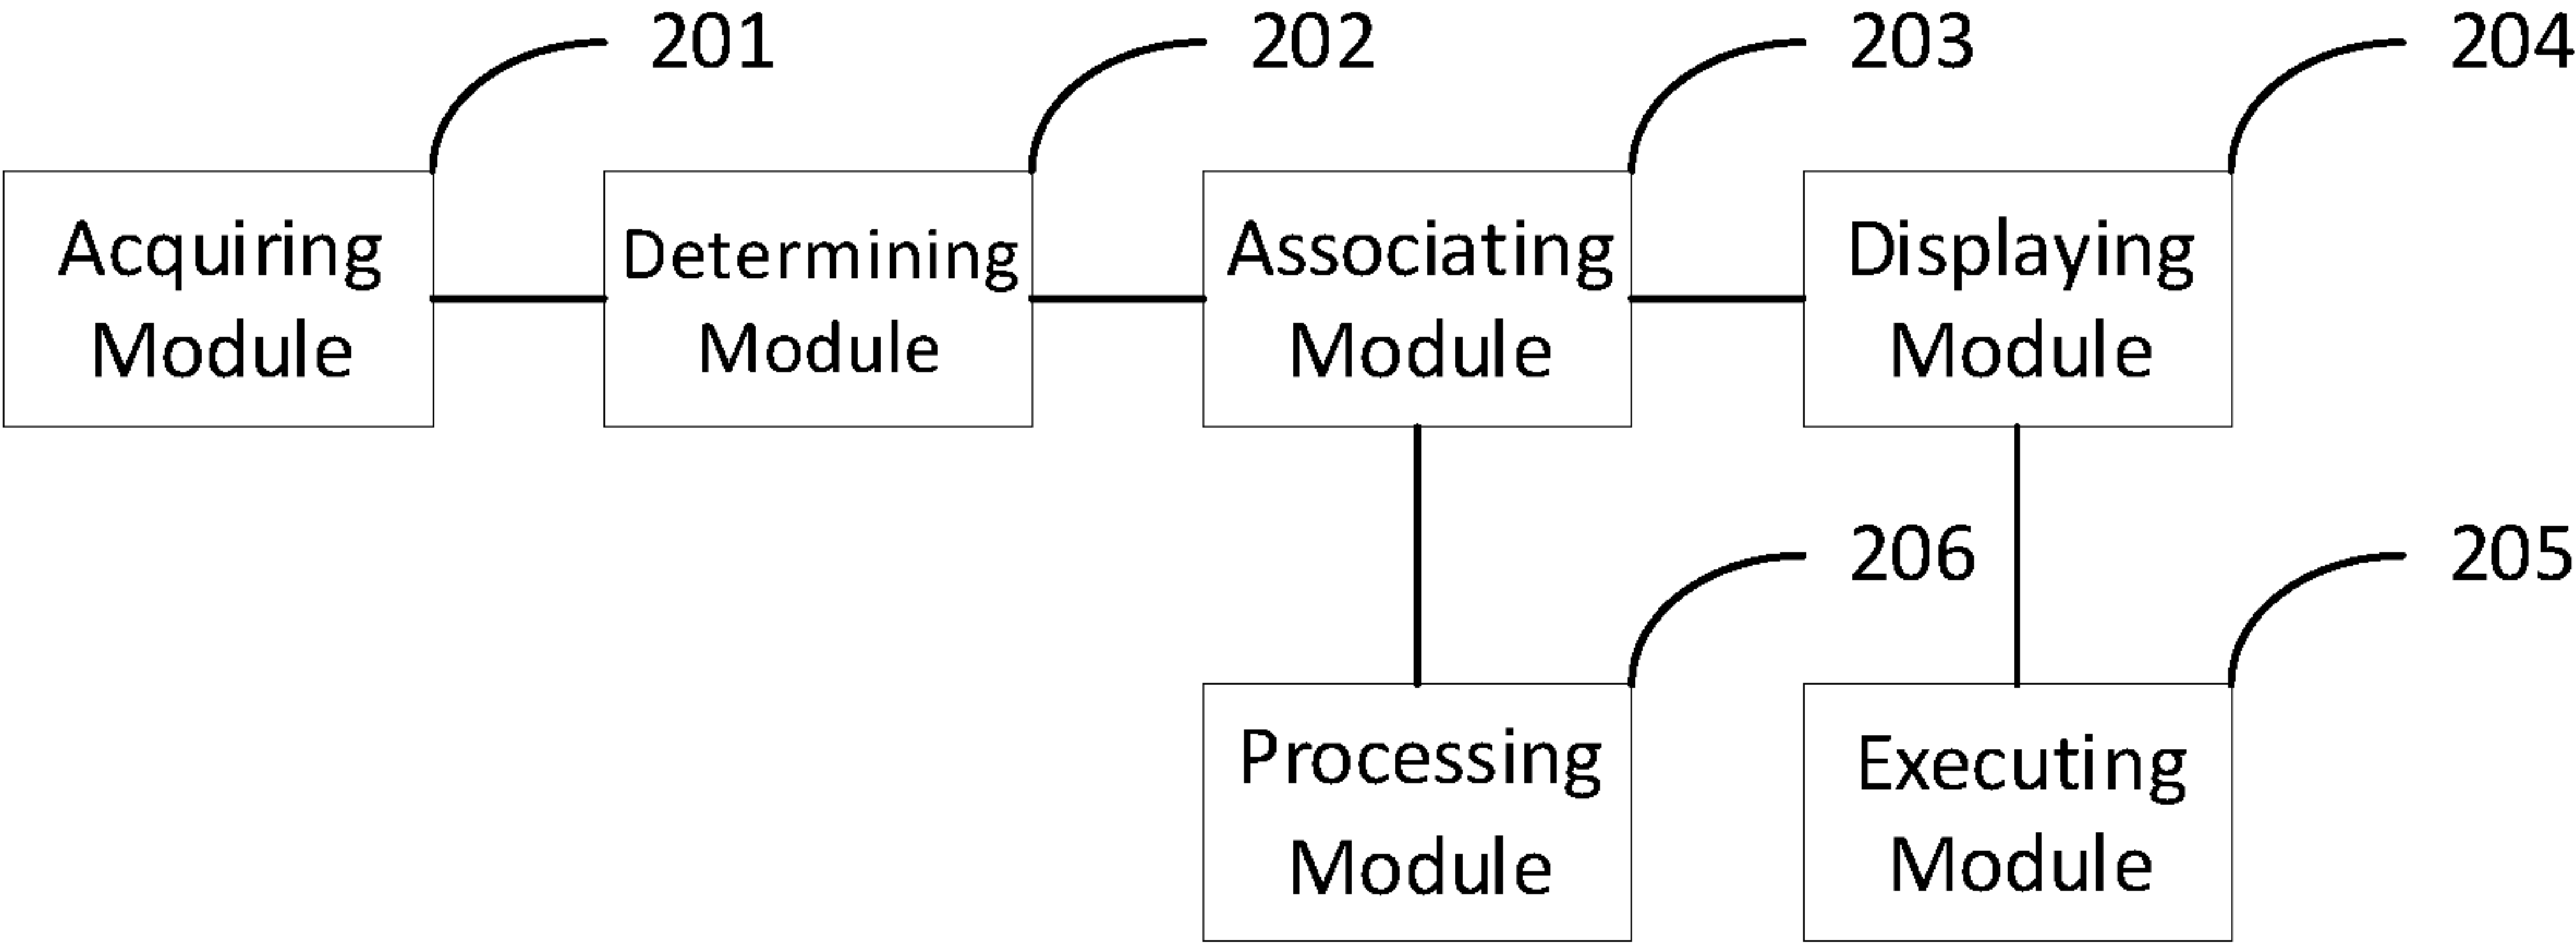 201
202
203
204
Acquiring
Module
Determining
Module
Associating
Module
Displaying
Module
206
205
Processing
Module
Executing
Module